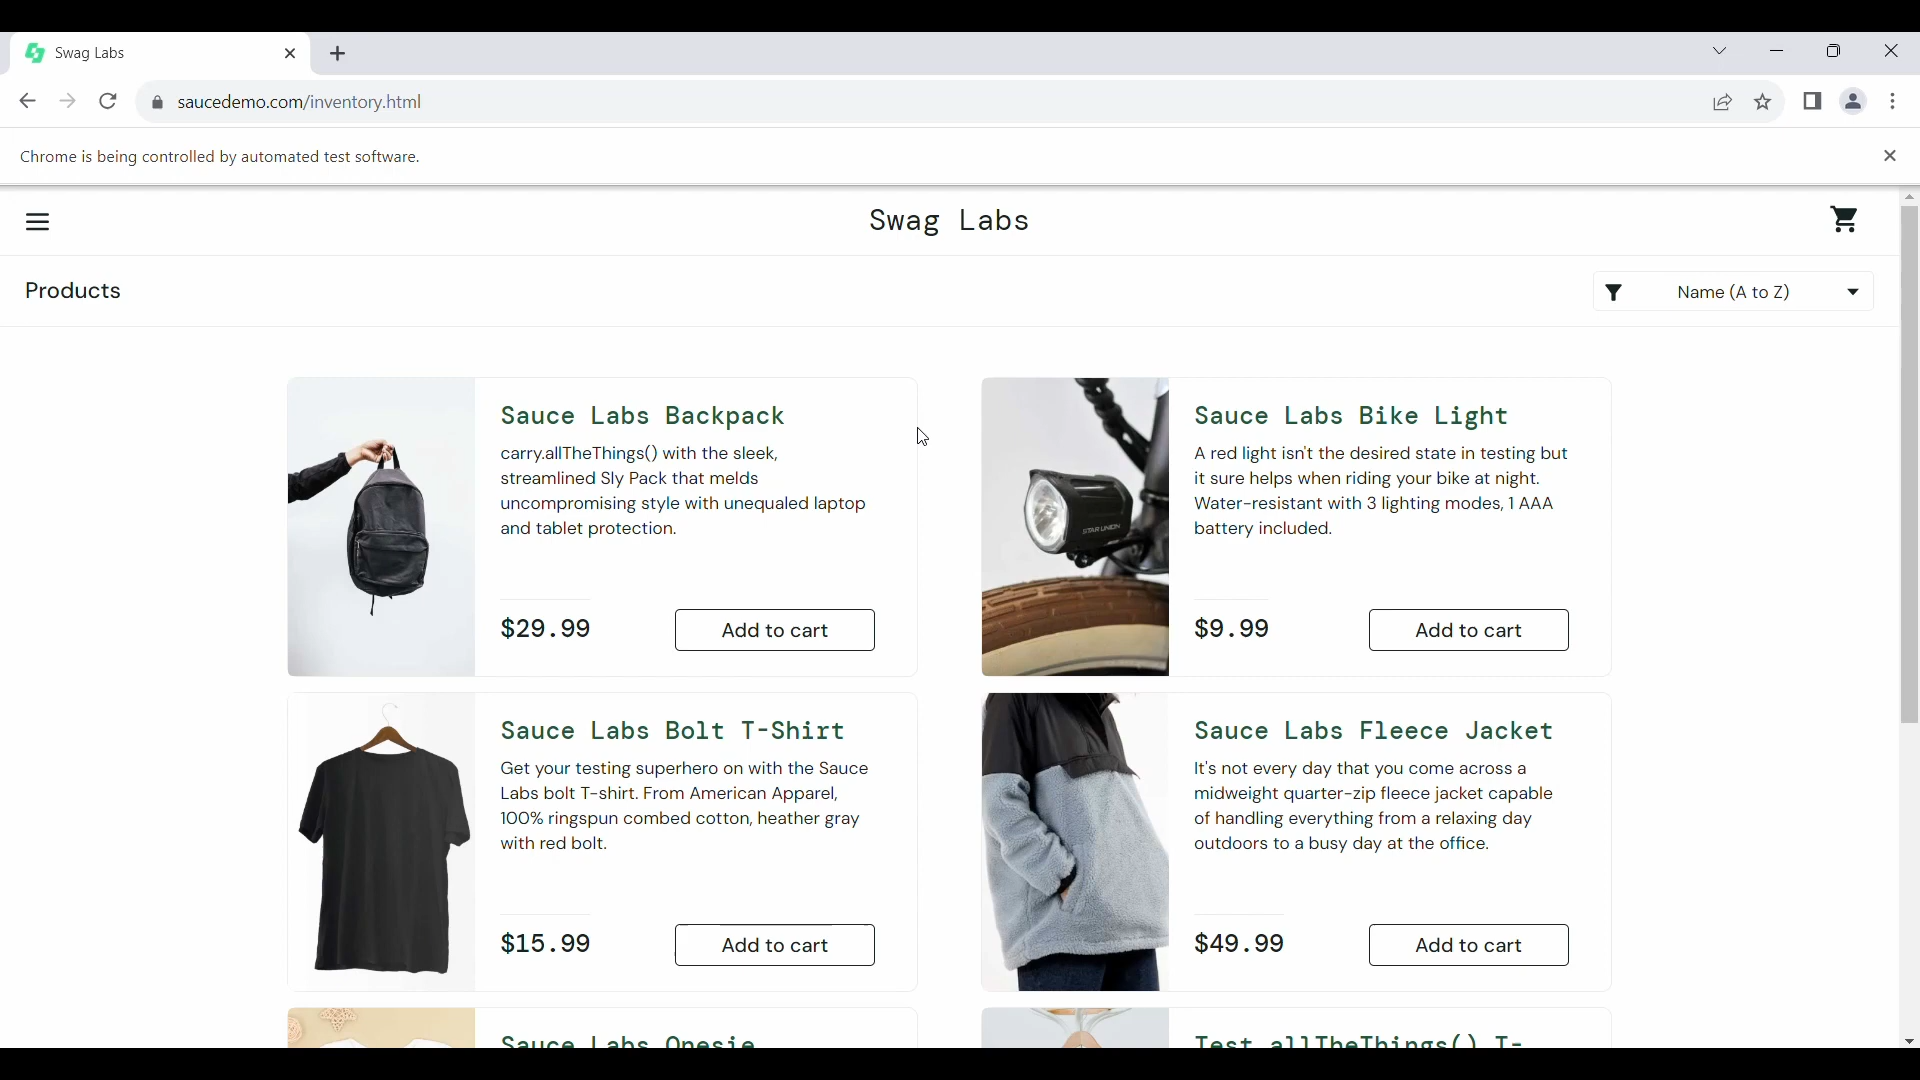 Swag Labs
saucedemo.com/inventory.html
Chrome is being controlled by automated test software.
Swag Labs
Products
Name (A to Z)
Sauce Labs Backpack
carry.allTheThings() with the sleek,
streamlined Sly Pack that melds
uncompromising style with unequaled laptop
and tablet protection.
$29.99
Add to cart
Sauce Labs Bike Light
A red light isn't the desired state in testing but
it sure helps when riding your bike at night.
Water-resistant with 3 lighting modes, 1 AAA
battery included.
$9.99
Add to cart
STAR UNION
Sauce Labs Bolt T-Shirt
Get your testing superhero on with the Sauce
Labs bolt T-shirt. From American Apparel,
100% ringspun combed cotton, heather gray
with red bolt.
$15.99
Add to cart
Sauce Labs Fleece Jacket
It's not every day that you come across a
midweight quarter-zip fleece jacket capable
of handling everything from a relaxing day
outdoors to a busy day at the office.
$49.99
Add to cart
Sauce Labs Onesie
Test.allTheThings() T-